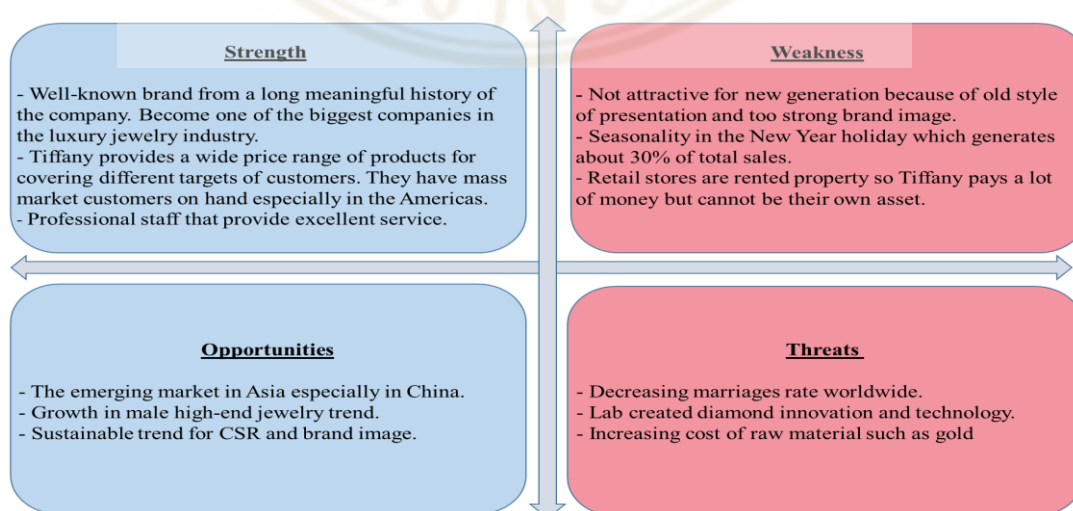 Strength
- Well-known brand from a long meaningful history of
the company. Become one of the biggest companies in
the luxury jewelry industry.
- Tiffany provides a wide price range of products for
covering different targets of customers. They have mass
market customers on hand especially in the Americas.
- Professional staff that provide excellent service.
Weakness
- Not attractive for new generation because of old style
of presentation and too strong brand image.
- Seasonality in the New Year holiday which generates
about 30% of total sales.
- Retail stores are rented property so Tiffany pays a lot
of money but cannot be their own asset.
Opportunities
- The emerging market in Asia especially in China.
- Growth in male high-end jewelry trend.
- Sustainable trend for CSR and brand image.
Threats
- Decreasing marriages rate worldwide.
- Lab created diamond innovation and technology.
- Increasing cost of raw material such as gold